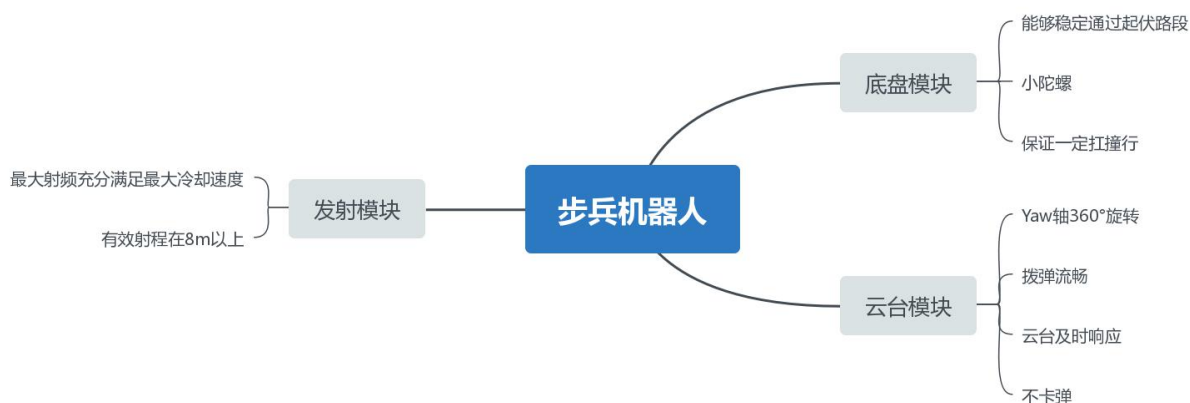 步兵机器人
底盘模块
能够稳定通过起伏路段
小陀螺
保证一定扛撞行
云台模块
Yaw轴360°旋转
拨弹流畅
云台及时响应
不卡弹
发射模块
最大射频充分满足最大冷却速度
有效射程在8m以上